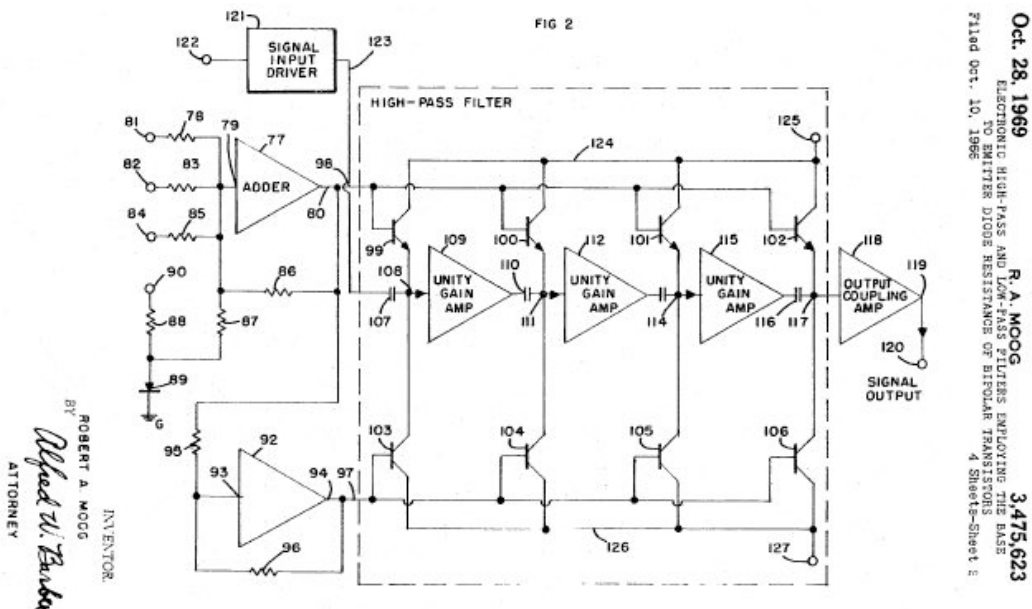 Oct. 28, 1969
R. A. MOOG
3,475,623
ELECTRONIC HIGH-PASS AND LOW-PASS FILTERS EMPLOYING THE BASE
TO EMITTER DIODE RESISTANCE OF BIPOLAR TRANSISTORS
Filed Oct. 10, 1966
4 Sheets-Sheet 2
FIG 2
121
122
SIGNAL
INPUT
DRIVER
123
HIGH-PASS FILTER
81
78
79
77
98
124
125
82
83
ADDER
80
84
85
99
100
101
102
90
86
108
109
110
112
115
118
119
UNITY
GAIN
AMP
UNITY
GAIN
AMP
UNITY
GAIN
AMP
OUTPUT
COUPLING
AMP
88
87
107
111
114
116
117
120
89
SIGNAL
OUTPUT
G
95
92
103
104
105
106
93
94
97
96
126
127
INVENTOR.
ROBERT A. MOOG
BY
Alfred W. Barber
ATTORNEY